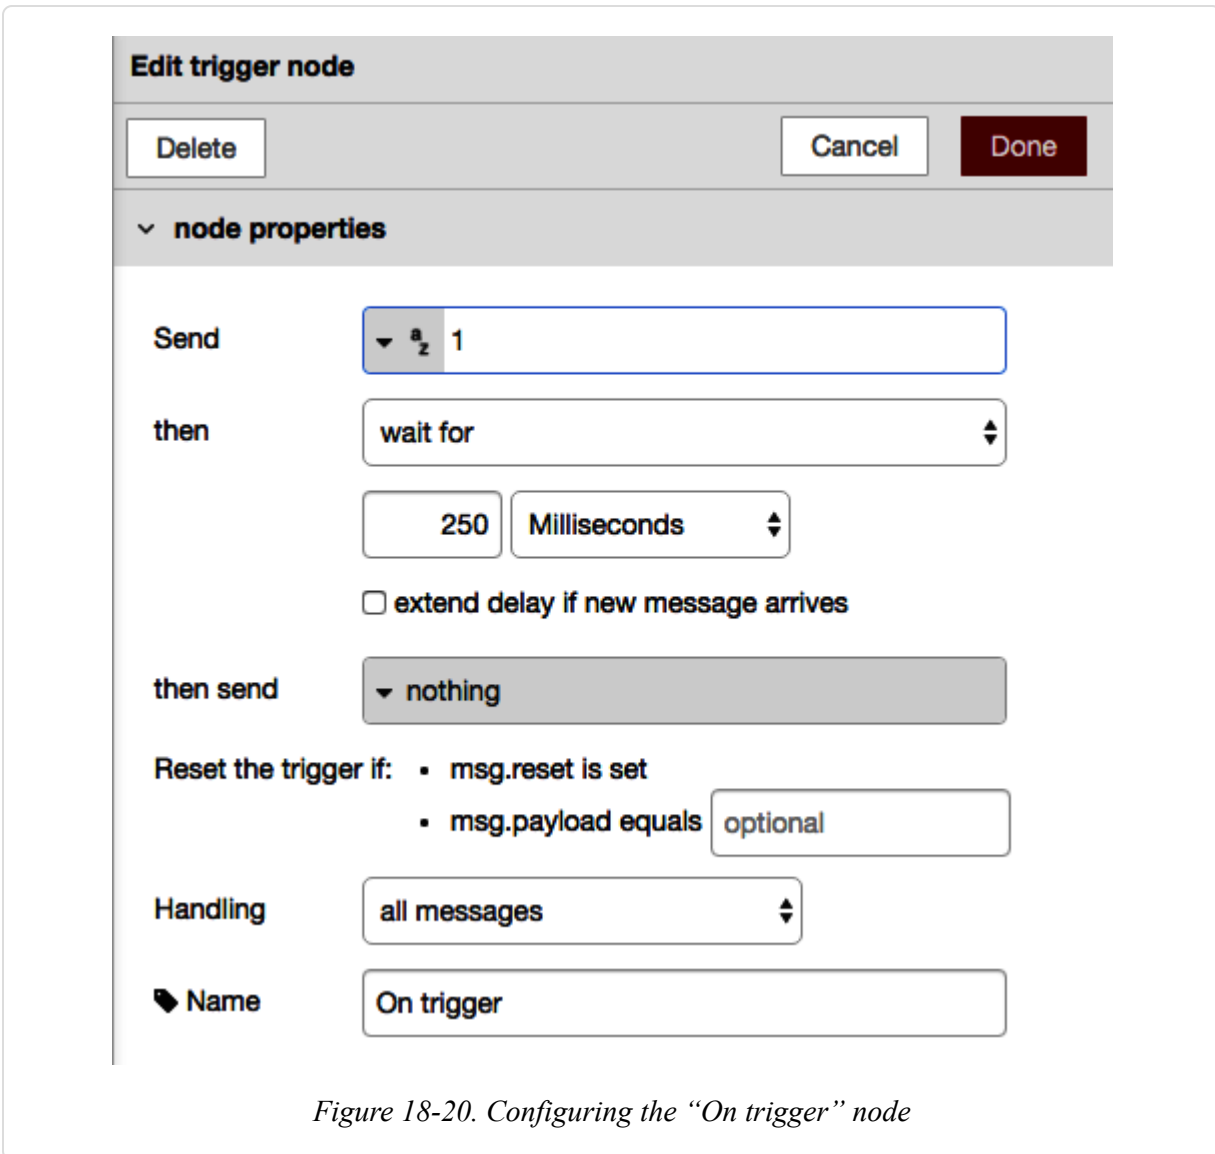 Edit trigger node
Delete Cancel Done
node properties
Send a z 1
then wait for
250 Milliseconds
extend delay if new message arrives
then send nothing
Reset the trigger if: • msg.reset is set
• msg.payload equals optional
Handling all messages
Name On trigger
Figure 18-20. Configuring the “On trigger” node